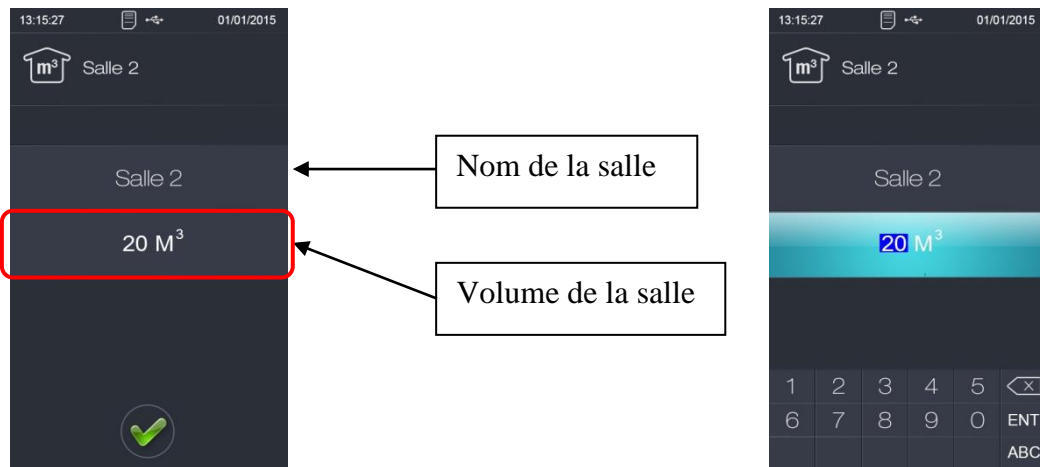 13:15:27 01/01/2015
m³ Salle 2
Salle 2
20 M³
Nom de la salle
Volume de la salle
13:15:27 01/01/2015
m³ Salle 2
Salle 2
20 M³
1 2 3 4 5
6 7 8 9 0 ENT
ABC